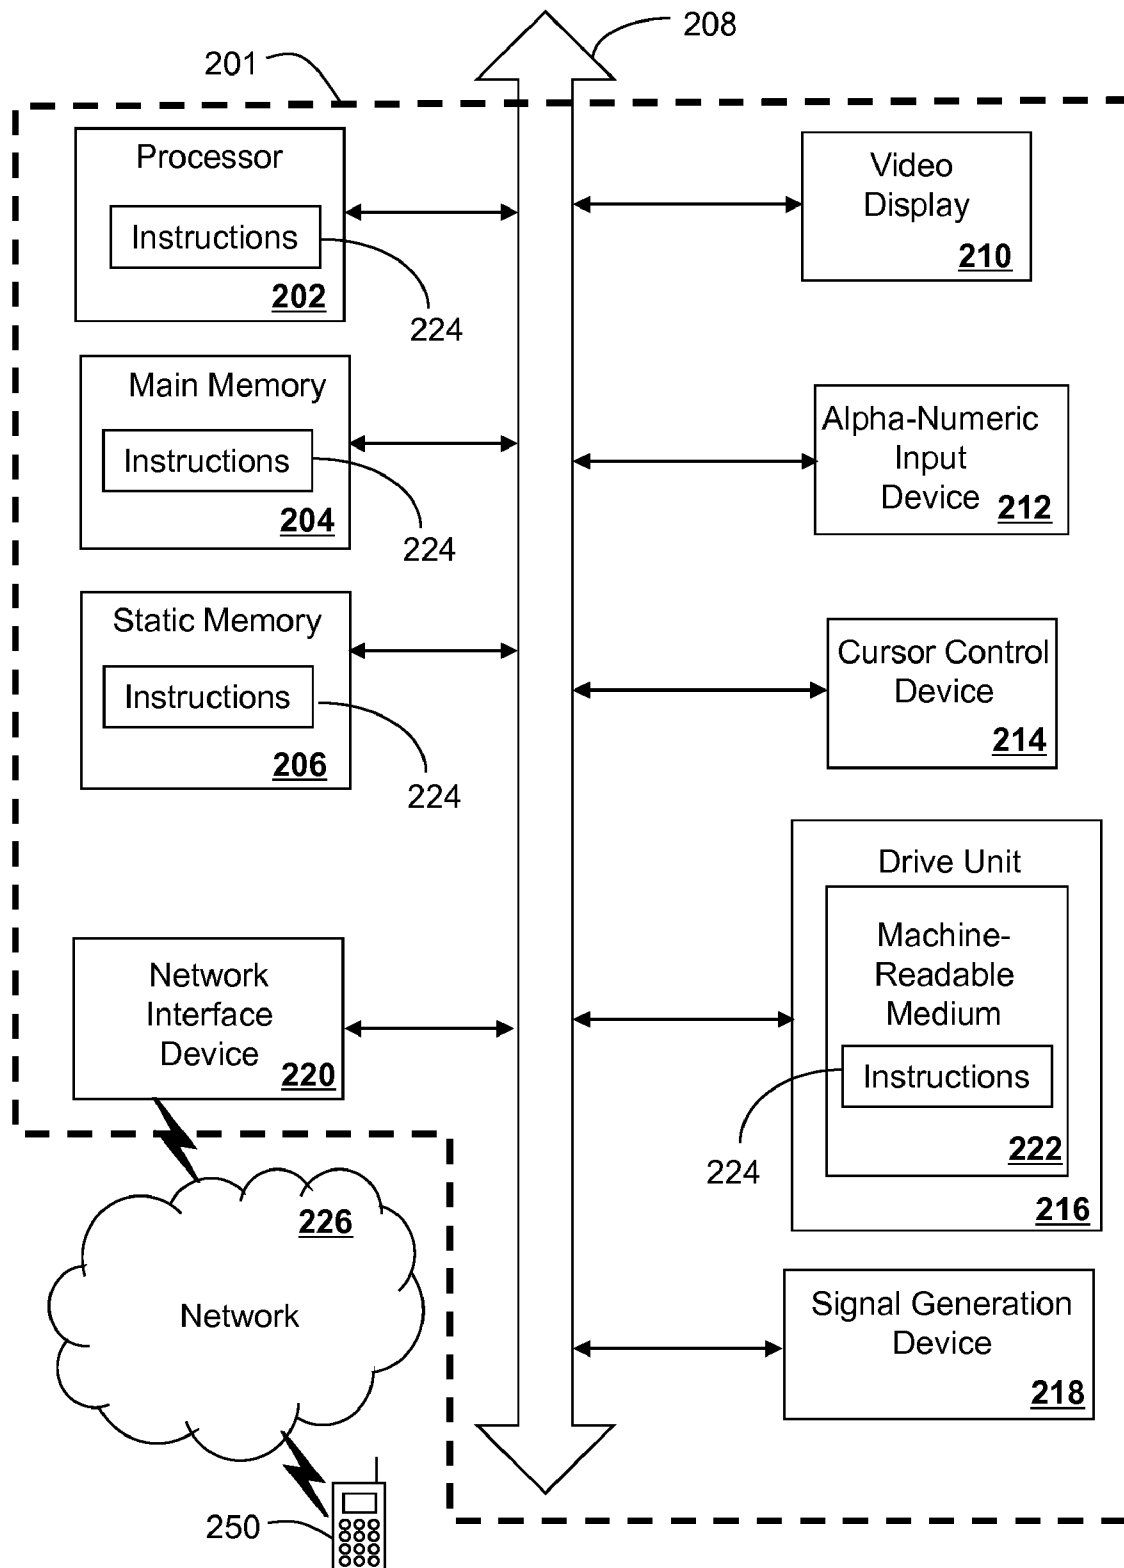 208
201
Processor
Instructions
202
224
Video
Display
210
Main Memory
Instructions
204
224
Alpha-Numeric
Input
Device
212
Static Memory
Instructions
206
224
Cursor Control
Device
214
Drive Unit
Machine-
Readable
Medium
Instructions
224
222
216
Network
Interface
Device
220
226
Network
Signal Generation
Device
218
250